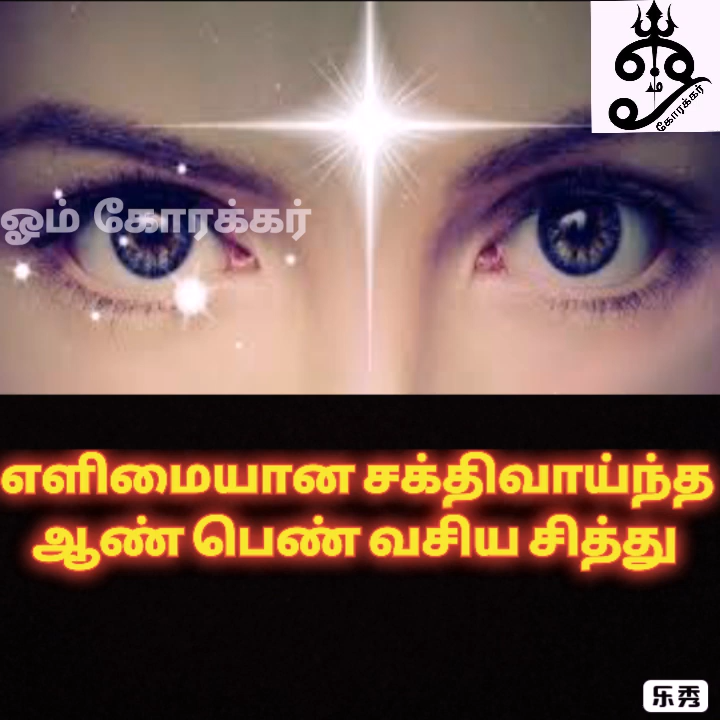 கோரக்கர்
ஓம் கோரக்கர்
எளிமையான சக்திவாய்ந்த
ஆண் பெண் வசிய சித்து
乐秀